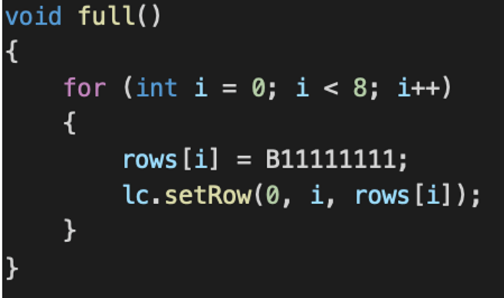 void full()
{
    for (int i = 0; i < 8; i++)
    {
        rows[i] = B11111111;
        lc.setRow(0, i, rows[i]);
    }
}